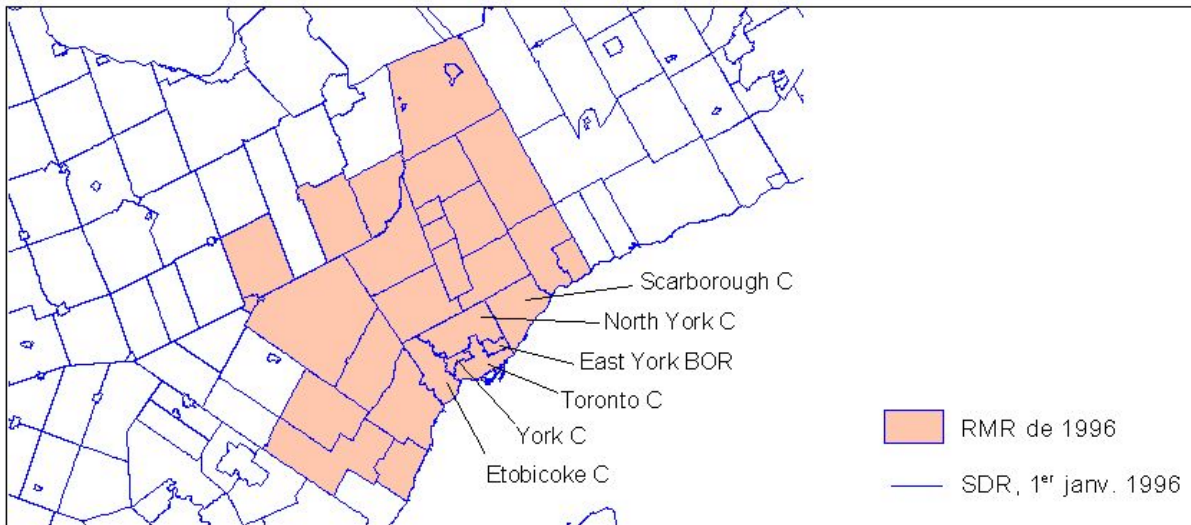 Scarborough C
North York C
East York BOR
Toronto C
York C
Etobicoke C
RMR de 1996
SDR, 1er janv. 1996